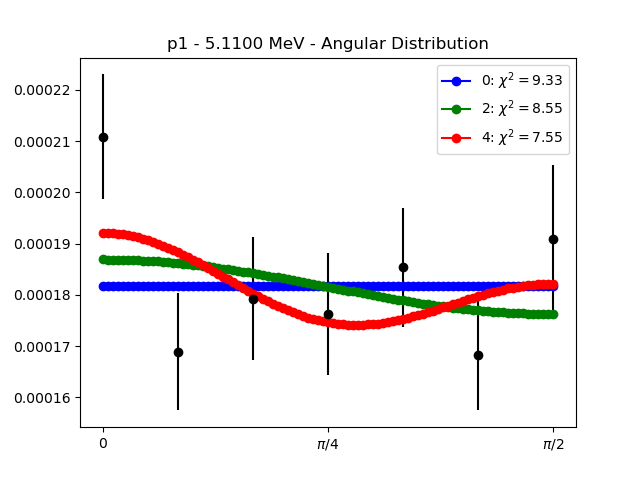 p1 - 5.1100 MeV - Angular Distribution
0: χ² = 9.33
2: χ² = 8.55
4: χ² = 7.55
0.00022
0.00021
0.00020
0.00019
0.00018
0.00017
0.00016
0
π/4
π/2